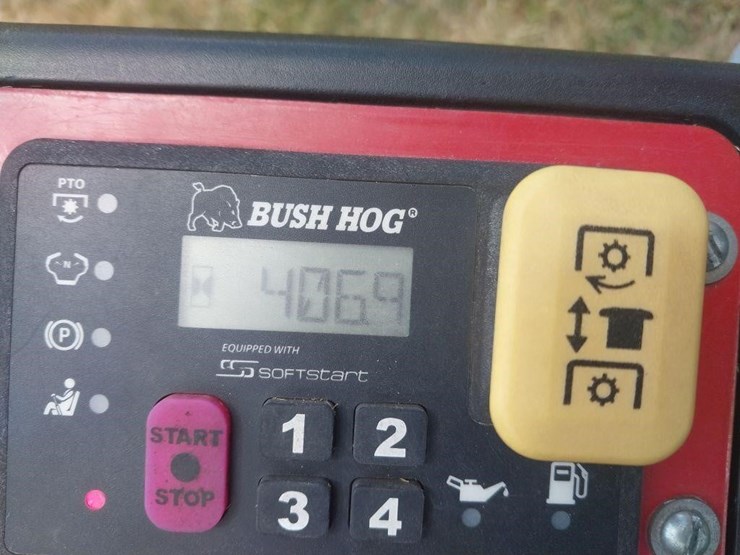 PTO
BUSH HOG®
N
406.9
P
EQUIPPED WITH
SOFTSTart
START
STOP
1
2
3
4